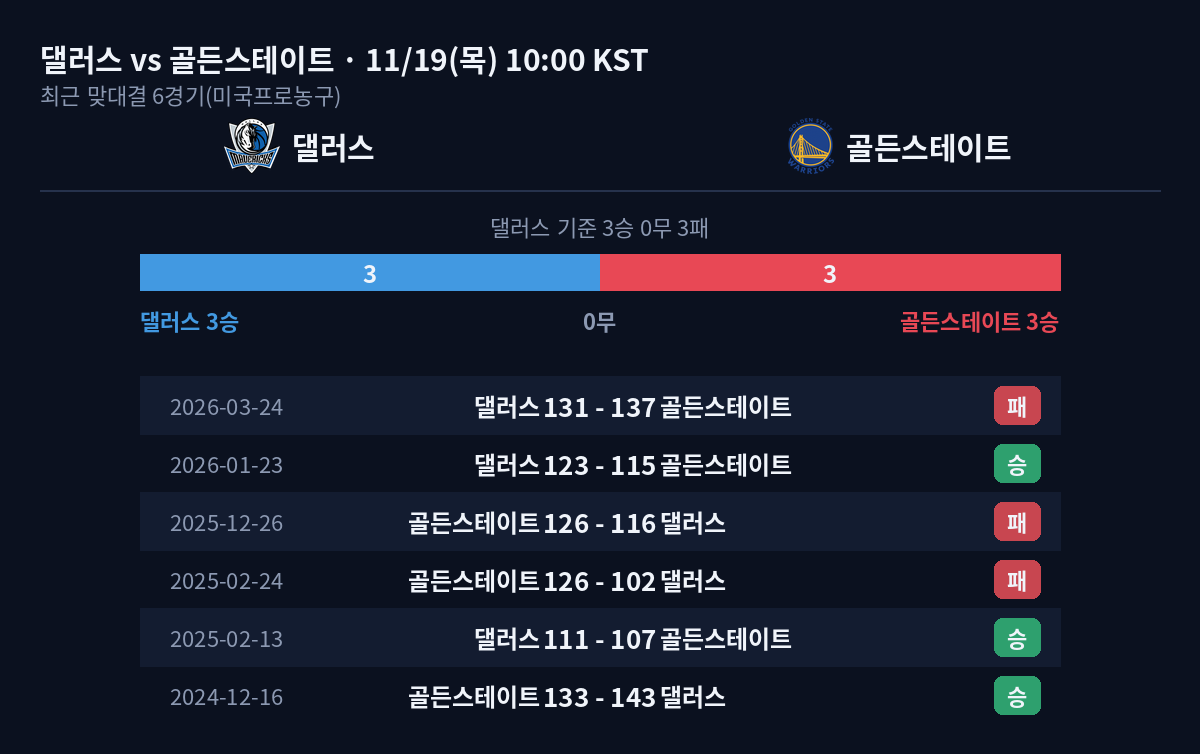 댈러스 vs 골든스테이트 · 11/19(목) 10:00 KST
최근 맞대결 6경기(미국프로농구)
MAVERICKS 댈러스
GOLDEN STATE WARRIORS 골든스테이트
댈러스 기준 3승 0무 3패
3 3
댈러스 3승 0무 골든스테이트 3승
2026-03-24 댈러스 131 - 137 골든스테이트 패
2026-01-23 댈러스 123 - 115 골든스테이트 승
2025-12-26 골든스테이트 126 - 116 댈러스 패
2025-02-24 골든스테이트 126 - 102 댈러스 패
2025-02-13 댈러스 111 - 107 골든스테이트 승
2024-12-16 골든스테이트 133 - 143 댈러스 승